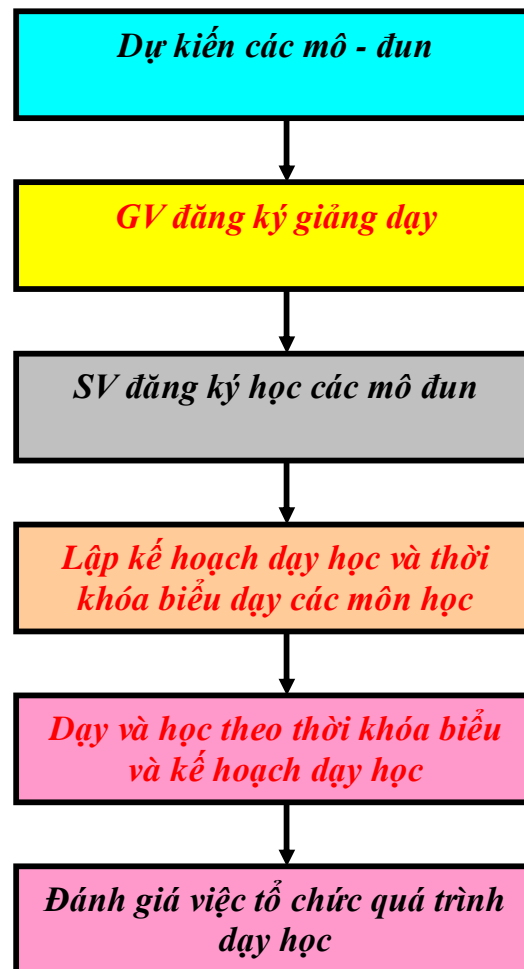 Dự kiến các mô - đun
GV đăng ký giảng dạy
SV đăng ký học các mô đun
Lập kế hoạch dạy học và thời
khóa biểu dạy các môn học
Dạy và học theo thời khóa biểu
và kế hoạch dạy học
Đánh giá việc tổ chức quá trình
dạy học